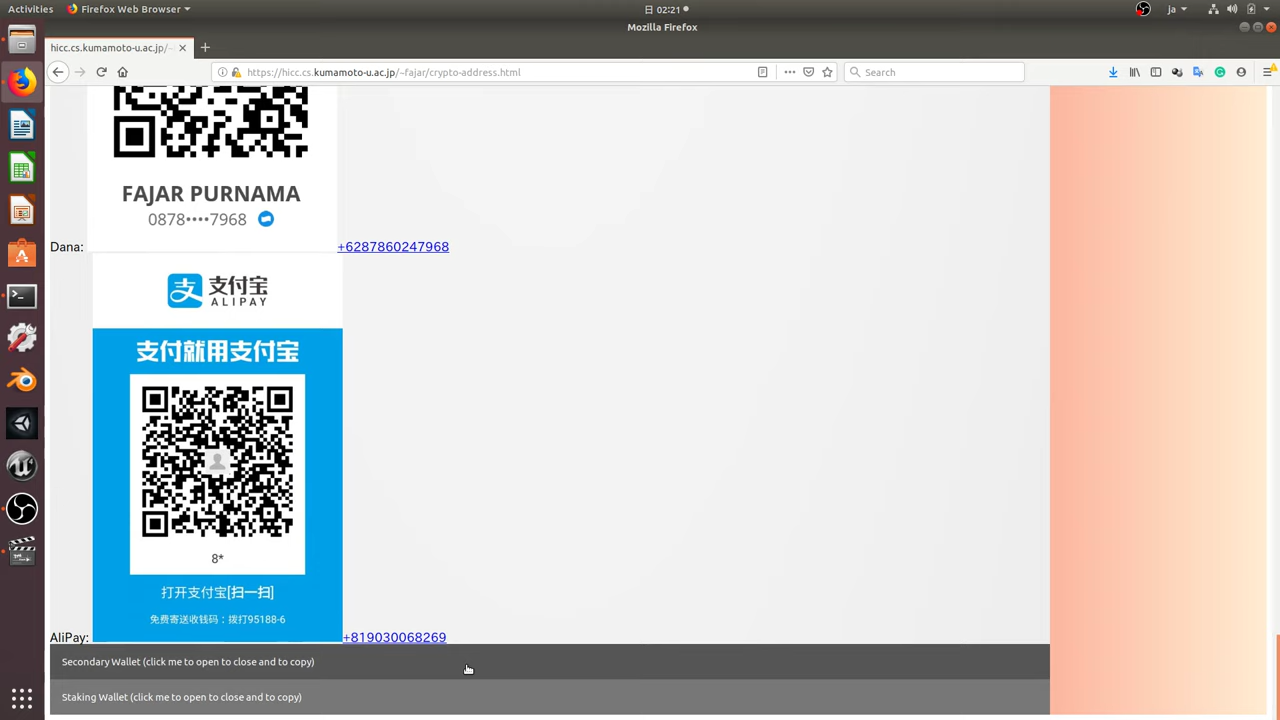 Activities Firefox Web Browser 日 02:21 ja
Mozilla Firefox
hicc.cs.kumamoto-u.ac.jp/~
https://hicc.cs.kumamoto-u.ac.jp/~fajar/crypto-address.html Search
FAJAR PURNAMA
0878••••7968
Dana: +6287860247968
支 支付宝
ALIPAY
支付就用支付宝
8*
打开支付宝[扫一扫]
免费寄送收钱码：拨打95188-6
AliPay: +819030068269
Secondary Wallet (click me to open to close and to copy)
Staking Wallet (click me to open to close and to copy)